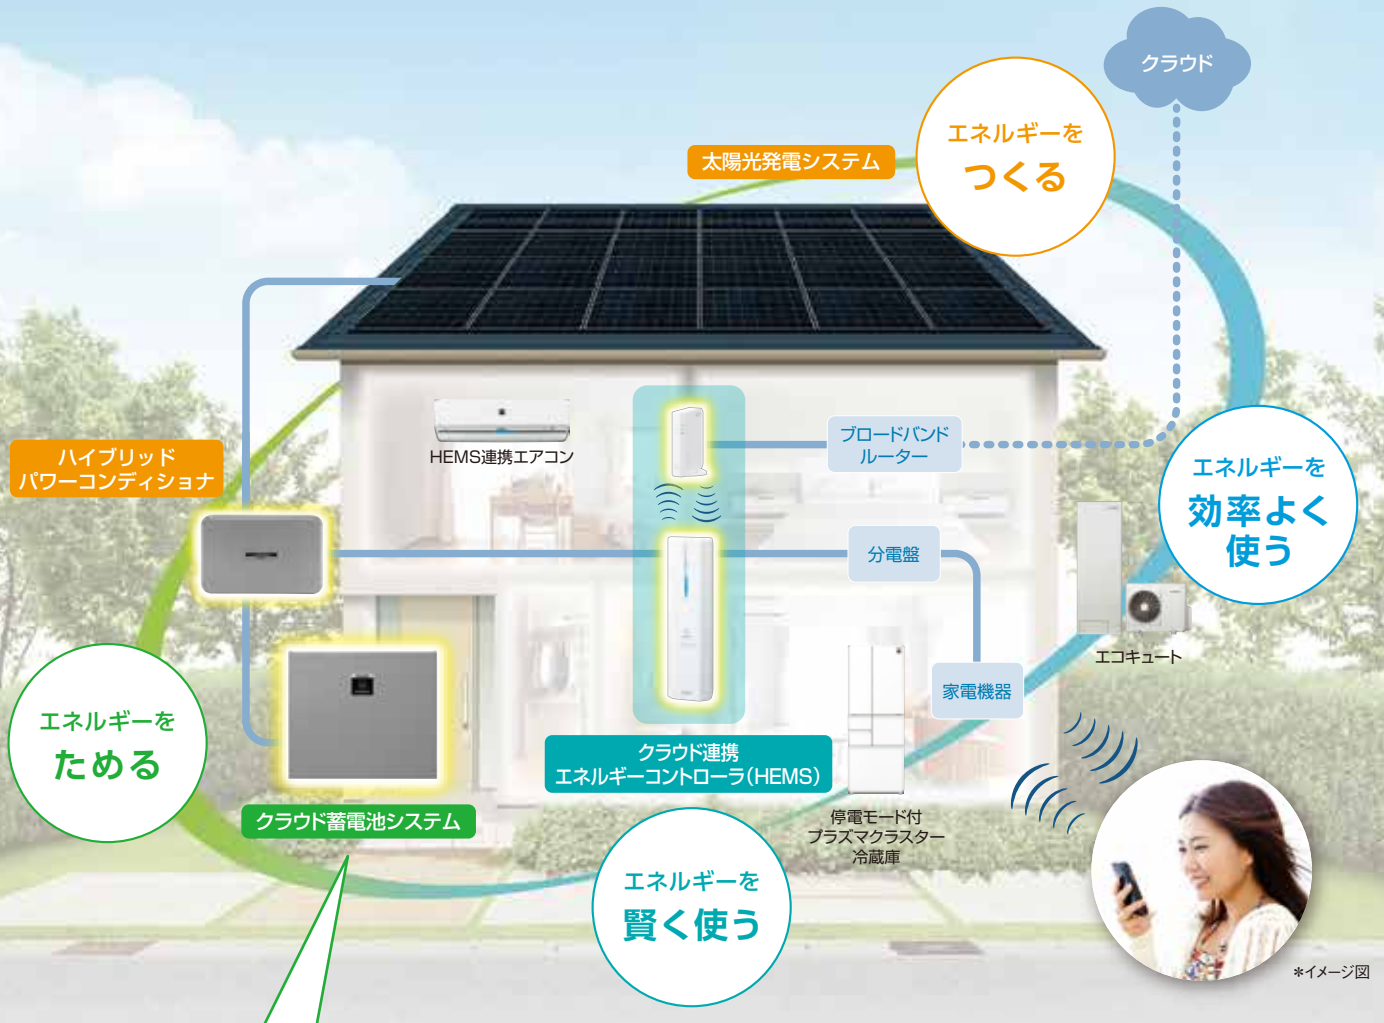 クラウド
エネルギーを
つくる
太陽光発電システム
ハイブリッド
パワーコンディショナ
HEMS連携エアコン
ブロードバンド
ルーター
エネルギーを
効率よく
使う
分電盤
エコキュート
家電機器
エネルギーを
ためる
クラウド連携
エネルギーコントローラ(HEMS)
クラウド蓄電池システム
停電モード付
プラズマクラスター
冷蔵庫
エネルギーを
賢く使う
*イメージ図